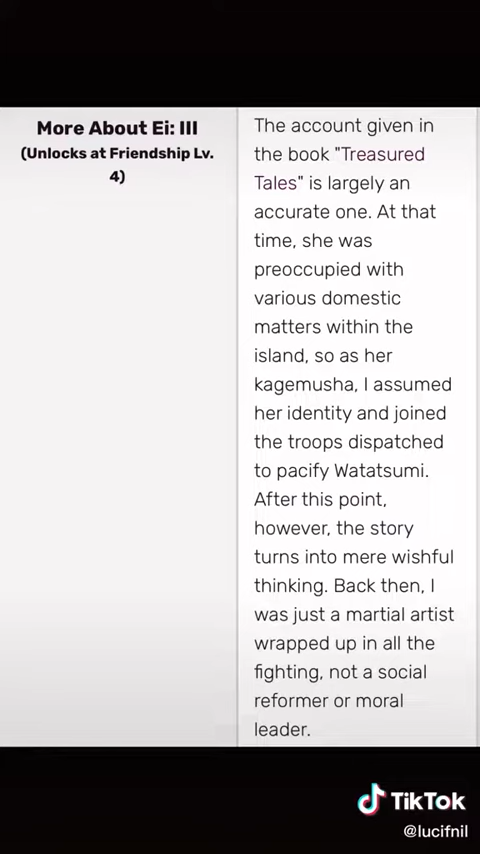 More About Ei: III
(Unlocks at Friendship Lv.
4)
The account given in
the book "Treasured
Tales" is largely an
accurate one. At that
time, she was
preoccupied with
various domestic
matters within the
island, so as her
kagemusha, I assumed
her identity and joined
the troops dispatched
to pacify Watatsumi.
After this point,
however, the story
turns into mere wishful
thinking. Back then, I
was just a martial artist
wrapped up in all the
fighting, not a social
reformer or moral
leader.
TikTok
@lucifnil